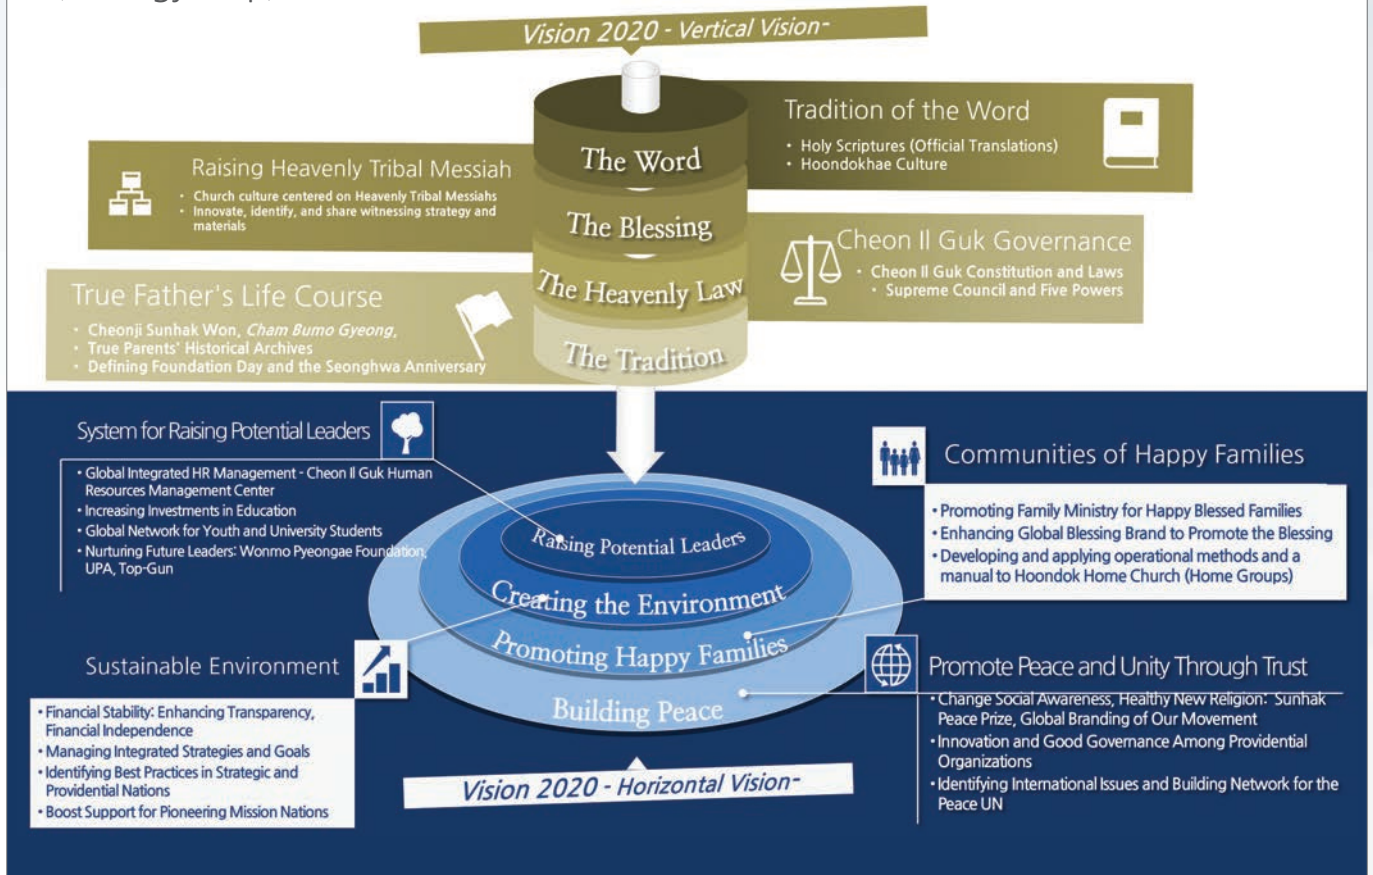 Vision 2020 - Vertical Vision-
Tradition of the Word
• Holy Scriptures (Official Translations)
• Hoondokhae Culture
The Word
Raising Heavenly Tribal Messiah
• Church culture centered on Heavenly Tribal Messiahs
• Innovate, identify, and share witnessing strategy and
materials
The Blessing
Cheon Il Guk Governance
• Cheon Il Guk Constitution and Laws
• Supreme Council and Five Powers
The Heavenly Law
True Father's Life Course
• Cheonji Sunhak Won, Cham Bumo Gyeong,
• True Parents' Historical Archives
• Defining Foundation Day and the Seonghwa Anniversary
The Tradition
System for Raising Potential Leaders
• Global Integrated HR Management - Cheon Il Guk Human
Resources Management Center
• Increasing Investments in Education
• Global Network for Youth and University Students
• Nurturing Future Leaders: Wonmo Pyeongae Foundation,
UPA, Top-Gun
Communities of Happy Families
• Promoting Family Ministry for Happy Blessed Families
• Enhancing Global Blessing Brand to Promote the Blessing
• Developing and applying operational methods and a
manual to Hoondok Home Church (Home Groups)
Raising Potential Leaders
Creating the Environment
Promoting Happy Families
Building Peace
Sustainable Environment
• Financial Stability: Enhancing Transparency,
Financial Independence
• Managing Integrated Strategies and Goals
• Identifying Best Practices in Strategic and
Providential Nations
• Boost Support for Pioneering Mission Nations
Promote Peace and Unity Through Trust
• Change Social Awareness, Healthy New Religion: Sunhak
Peace Prize, Global Branding of Our Movement
• Innovation and Good Governance Among Providential
Organizations
• Identifying International Issues and Building Network for the
Peace UN
Vision 2020 - Horizontal Vision-